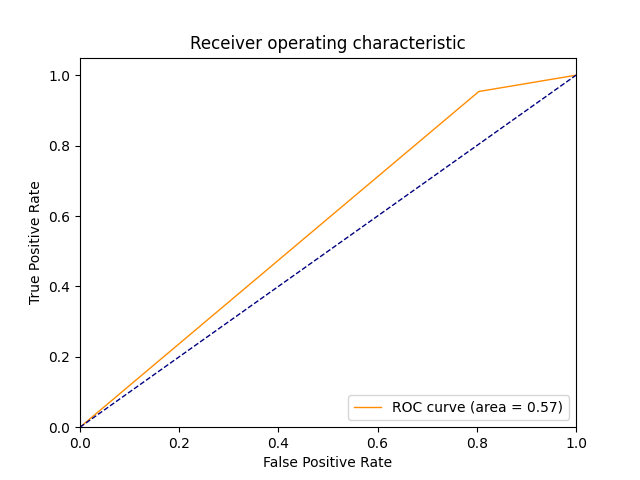 Receiver operating characteristic
True Positive Rate
1.0
0.8
0.6
0.4
0.2
0.0
ROC curve (area = 0.57)
0.0 0.2 0.4 0.6 0.8 1.0
False Positive Rate